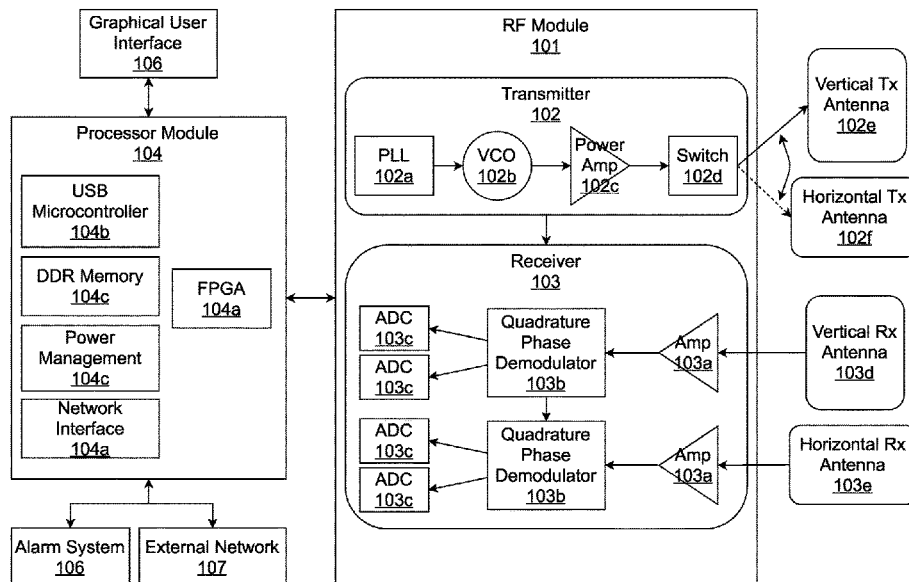 Graphical User
Interface
106
Processor Module
104
USB
Microcontroller
104b
DDR Memory
104c
FPGA
104a
Power
Management
104c
Network
Interface
104a
Alarm System
106
External Network
107
RF Module
101
Transmitter
102
PLL
102a
VCO
102b
Power
Amp
102c
Switch
102d
Vertical Tx
Antenna
102e
Horizontal Tx
Antenna
102f
Receiver
103
ADC
103c
ADC
103c
Quadrature
Phase
Demodulator
103b
Amp
103a
Vertical Rx
Antenna
103d
ADC
103c
ADC
103c
Quadrature
Phase
Demodulator
103b
Amp
103a
Horizontal Rx
Antenna
103e